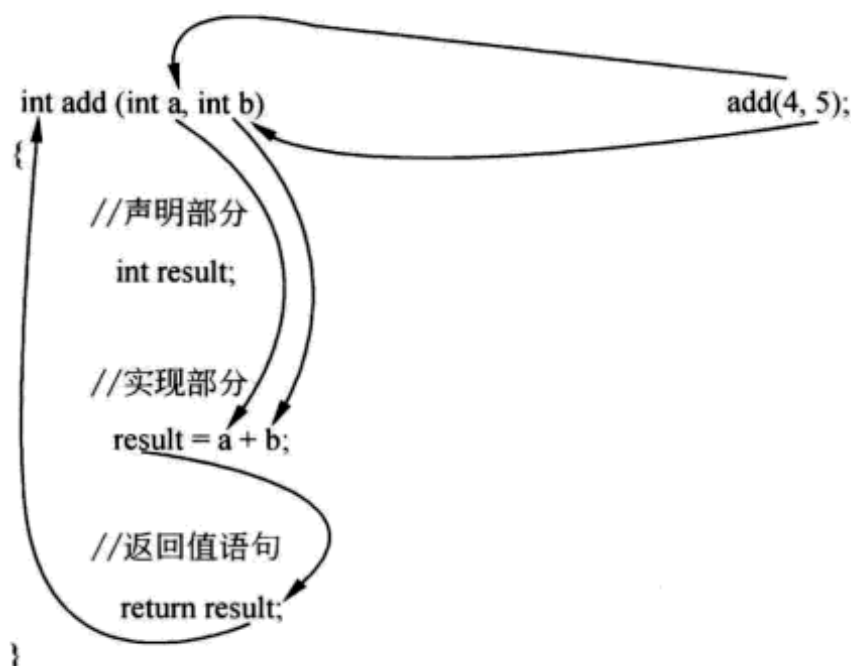 int add (int a, int b)
add(4, 5);
{
//声明部分
int result;
//实现部分
result = a + b;
//返回值语句
return result;
}